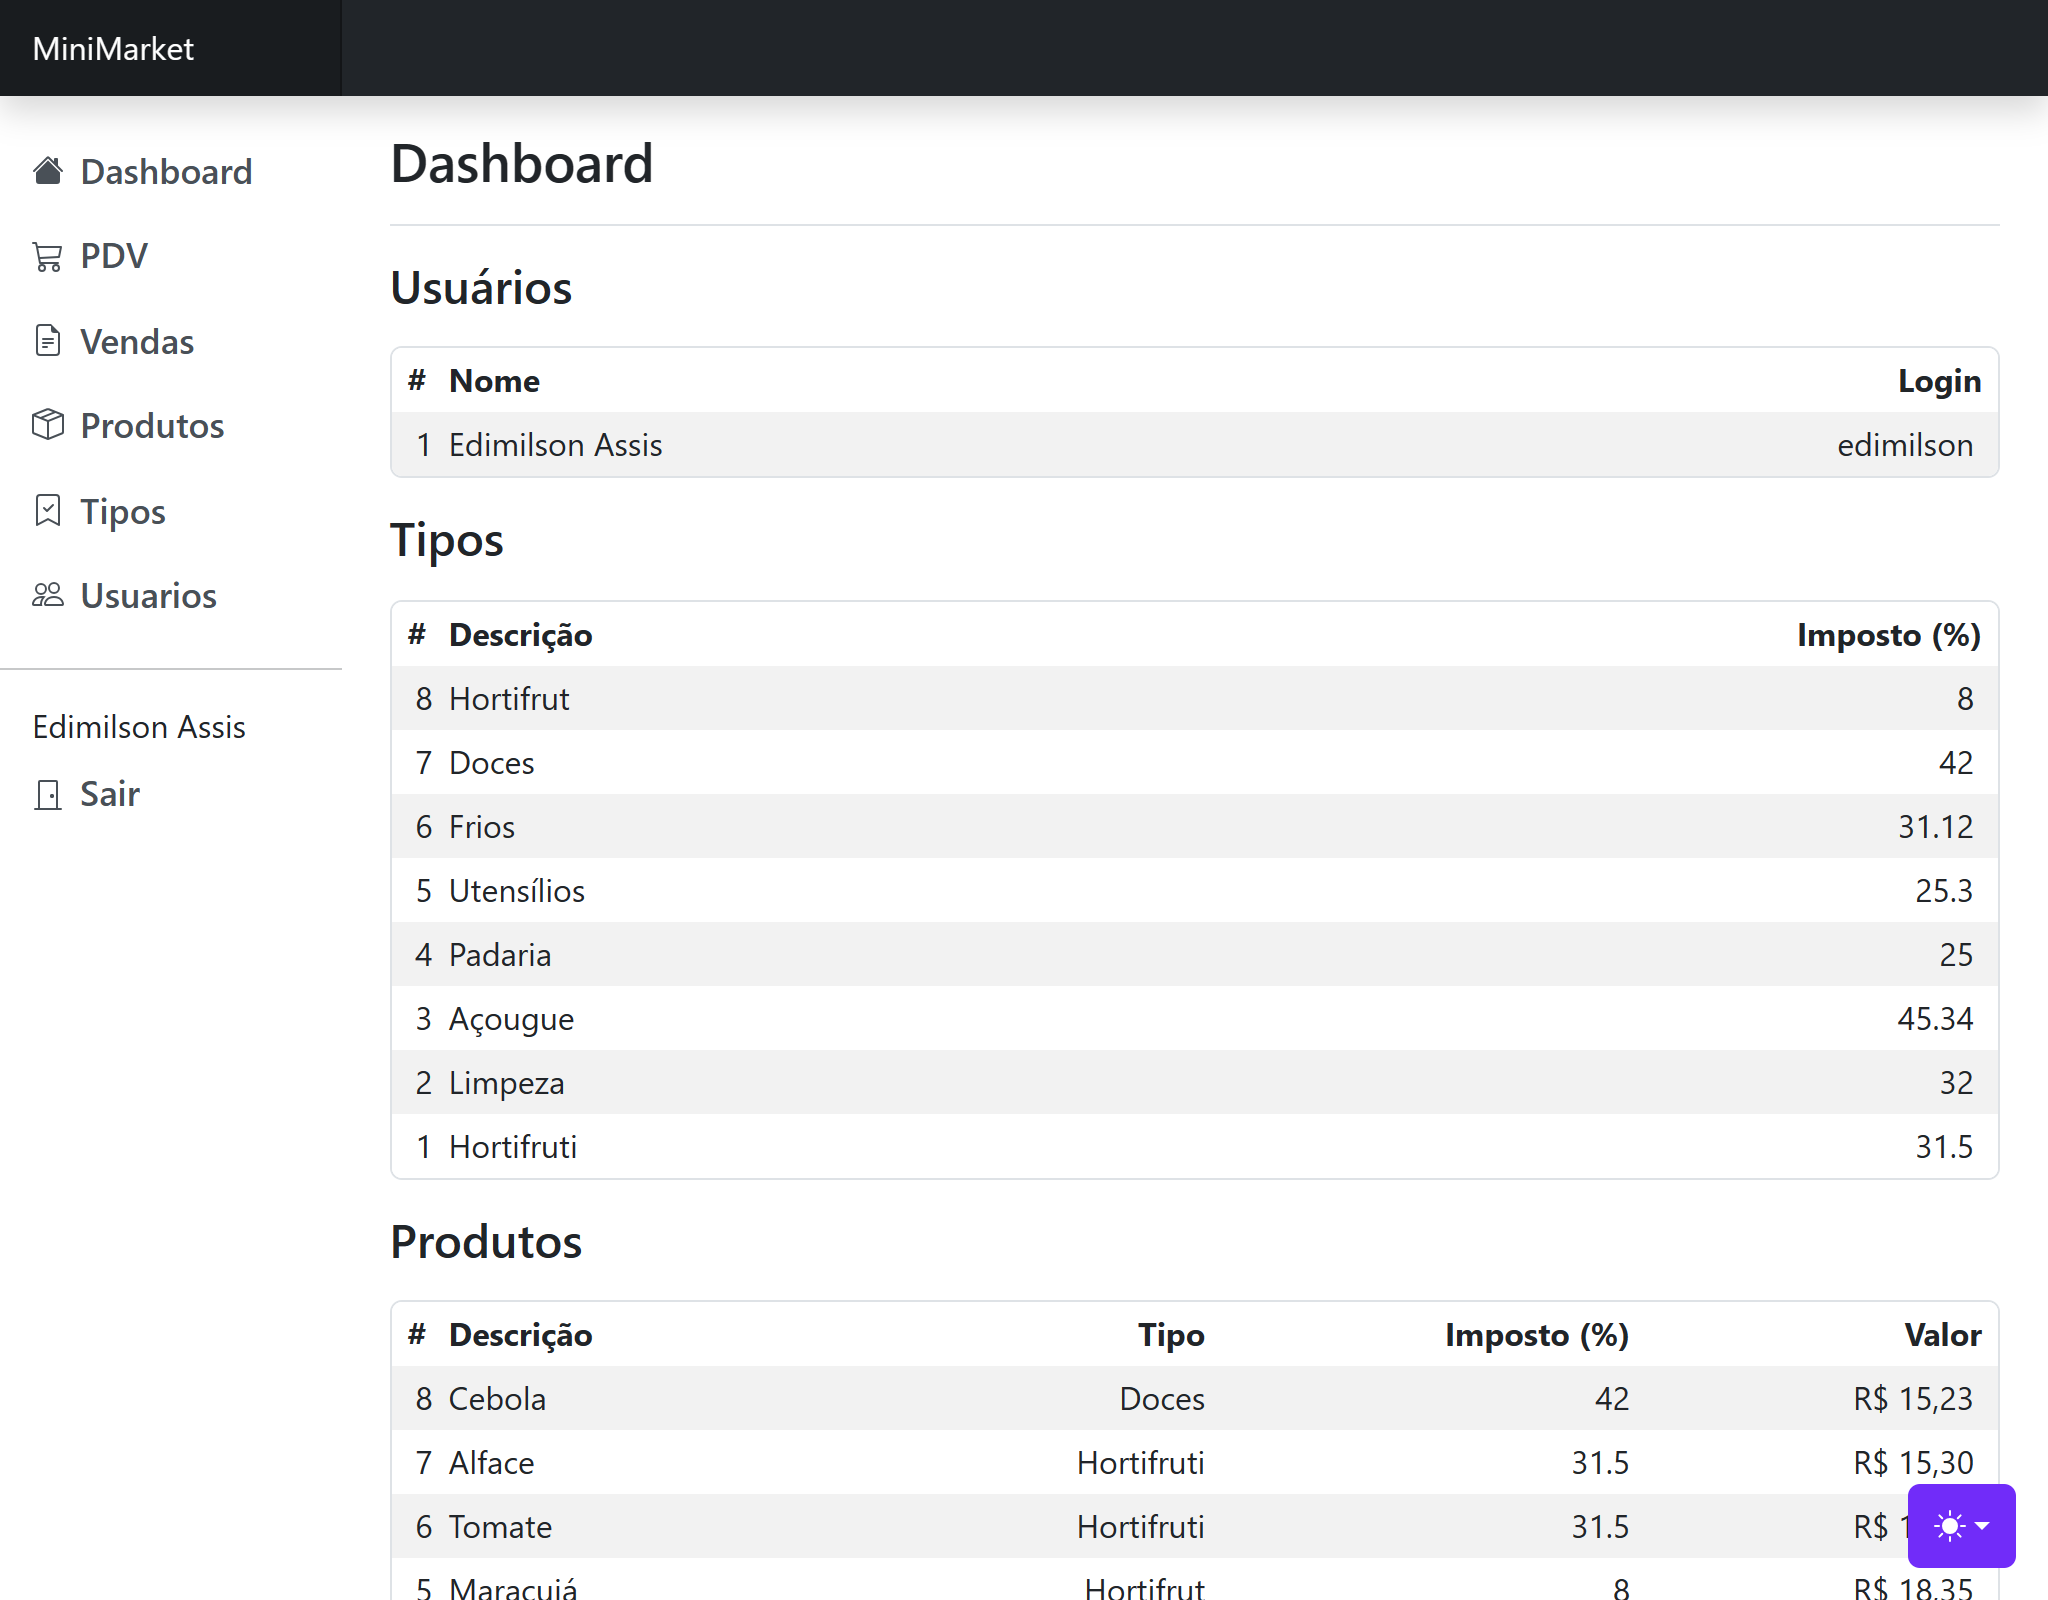 MiniMarket
Dashboard
PDV
Vendas
Produtos
Tipos
Usuarios
Edimilson Assis
Sair
Dashboard
Usuários
# Nome Login
1 Edimilson Assis edimilson
Tipos
# Descrição Imposto (%)
8 Hortifrut 8
7 Doces 42
6 Frios 31.12
5 Utensílios 25.3
4 Padaria 25
3 Açougue 45.34
2 Limpeza 32
1 Hortifruti 31.5
Produtos
# Descrição Tipo Imposto (%) Valor
8 Cebola Doces 42 R$ 15,23
7 Alface Hortifruti 31.5 R$ 15,30
6 Tomate Hortifruti 31.5 R$
5 Maracujá Hortifrut 8 R$ 18,35